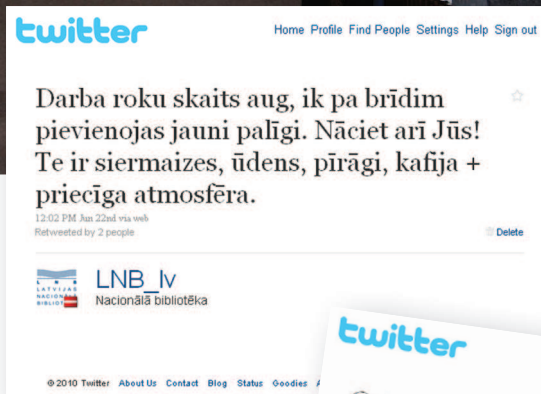 twitter
Home Profile Find People Settings Help Sign out
Darba roku skaits aug, ik pa brīdim
pievienojas jauni palīgi. Nāciet arī Jūs!
Te ir siermaizes, ūdens, pīrāgi, kafija +
priecīga atmosfēra.
12:02 PM Jun 22nd via web
Retweeted by 2 people
Delete
LATVIJAS
NACIONĀLĀ
LNB_lv
Nacionālā bibliotēka
twitter
© 2010 Twitter About Us Contact Blog Status Goodies